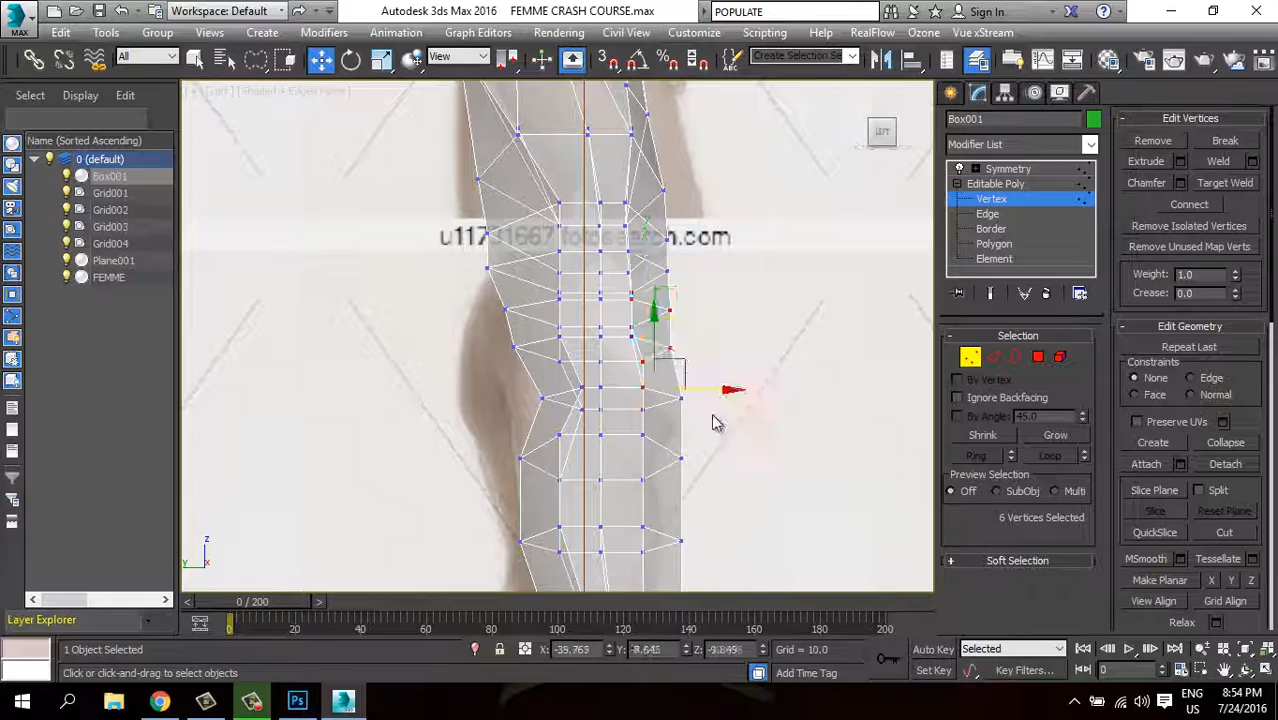 Workspace: Default
Autodesk 3ds Max 2016 FEMME CRASH COURSE.max
POPULATE
Sign In
MAX
Edit Tools Group Views Create Modifiers Animation Graph Editors Rendering Civil View Customize Scripting Help RealFlow Ozone Vue xStream
All
View
Create Selection Se
Select Display Edit
Name (Sorted Ascending)
0 (default)
Box001
Grid001
Grid002
Grid003
Grid004
Plane001
FEMME
LEFT
Box001
Modifier List
Symmetry
Editable Poly
Vertex
Edge
Border
Polygon
Element
Selection
By Vertex
Ignore Backfacing
By Angle: 45.0
Shrink Grow
Ring Loop
Preview Selection
Off SubObj Multi
6 Vertices Selected
Soft Selection
Edit Vertices
Remove Break
Extrude Weld
Chamfer Target Weld
Connect
Remove Isolated Vertices
Remove Unused Map Verts
Weight: 1.0
Crease: 0.0
Edit Geometry
Repeat Last
Constraints
None Edge
Face Normal
Preserve UVs
Create Collapse
Attach Detach
Slice Plane Split
Slice Reset Plane
QuickSlice Cut
MSmooth Tessellate
Make Planar X Y Z
View Align Grid Align
Relax
z
y x
0 / 200
Layer Explorer
0 20 40 60 80 100 120 140 160 180 200
1 Object Selected
X: -39.769 Y: Z:
Grid = 10.0
Auto Key Selected
Click or click-and-drag to select objects
Add Time Tag
Set Key Key Filters...
0
ENG
US
8:54 PM
7/24/2016